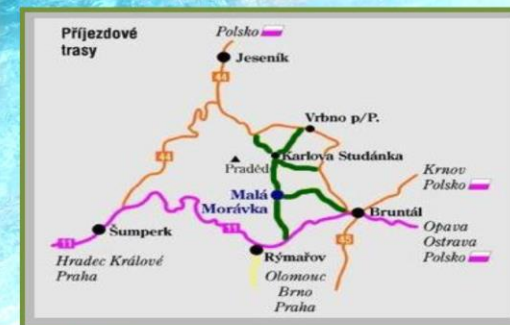 Příjezdové
trasy
Polsko
Jeseník
44
Vrbno p/P.
Karlova Studánka
Praděd
44
Malá
Morávka
Krnov
Polsko
Bruntál
Šumperk
11
11
Opava
Ostrava
Polsko
Rýmařov
45
Hradec Králové
Praha
Olomouc
Brno
Praha